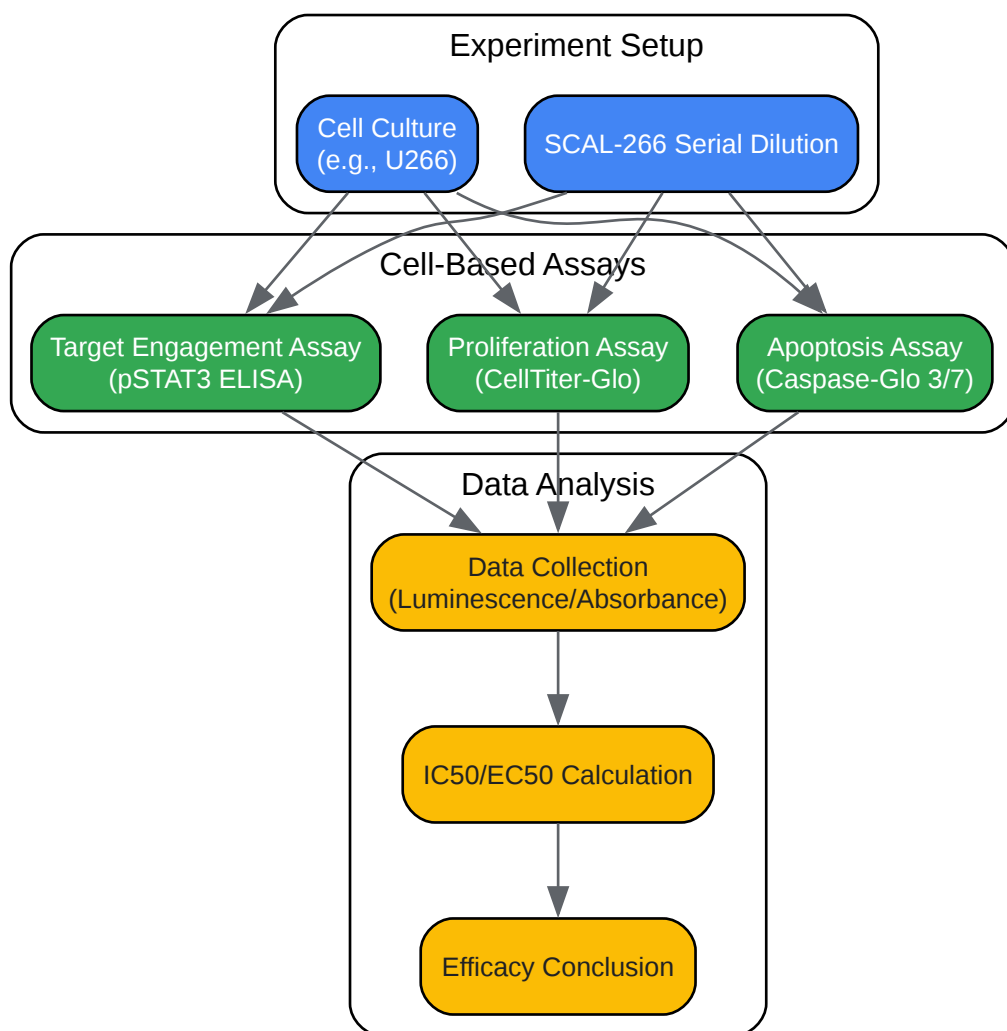 Experiment Setup
Cell Culture
(e.g., U266)
SCAL-266 Serial Dilution
Cell-Based Assays
Target Engagement Assay
(pSTAT3 ELISA)
Proliferation Assay
(CellTiter-Glo)
Apoptosis Assay
(Caspase-Glo 3/7)
Data Analysis
Data Collection
(Luminescence/Absorbance)
IC50/EC50 Calculation
Efficacy Conclusion